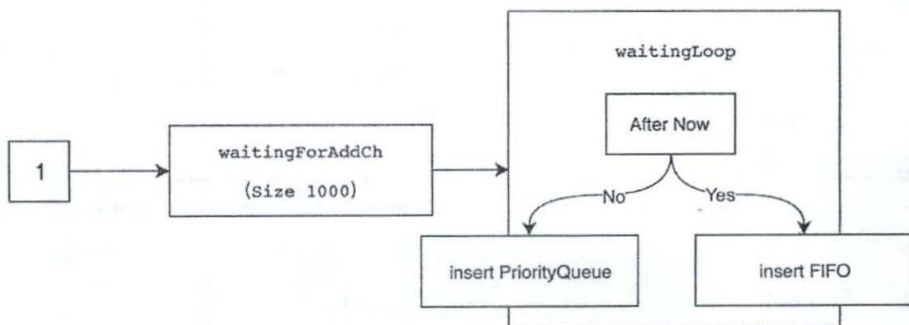 waitingLoop
After Now
1
waitingForAddCh
(Size 1000)
No
Yes
insert PriorityQueue
insert FIFO